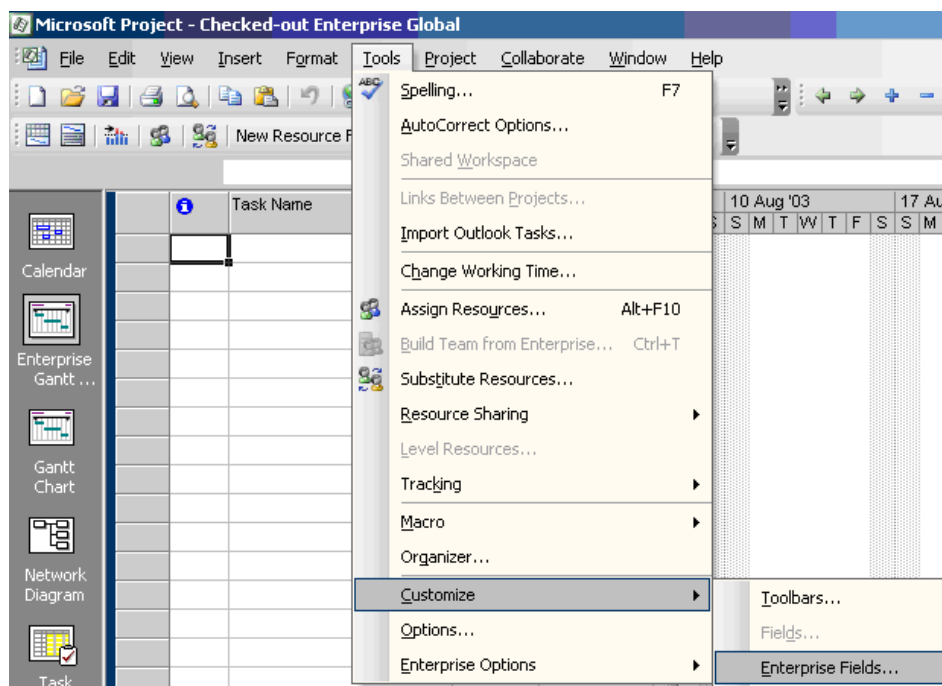 Microsoft Project - Checked-out Enterprise Global
File Edit View Insert Format Tools Project Collaborate Window Help
New Resource
Task Name
10 Aug '03
S M T W T F S S M
Calendar
Enterprise
Gantt ...
Gantt
Chart
Network
Diagram
Task
Spelling... F7
AutoCorrect Options...
Shared Workspace
Links Between Projects...
Import Outlook Tasks...
Change Working Time...
Assign Resources... Alt+F10
Build Team from Enterprise... Ctrl+T
Substitute Resources...
Resource Sharing
Level Resources...
Tracking
Macro
Organizer...
Customize
Options...
Enterprise Options
Toolbars...
Fields...
Enterprise Fields...